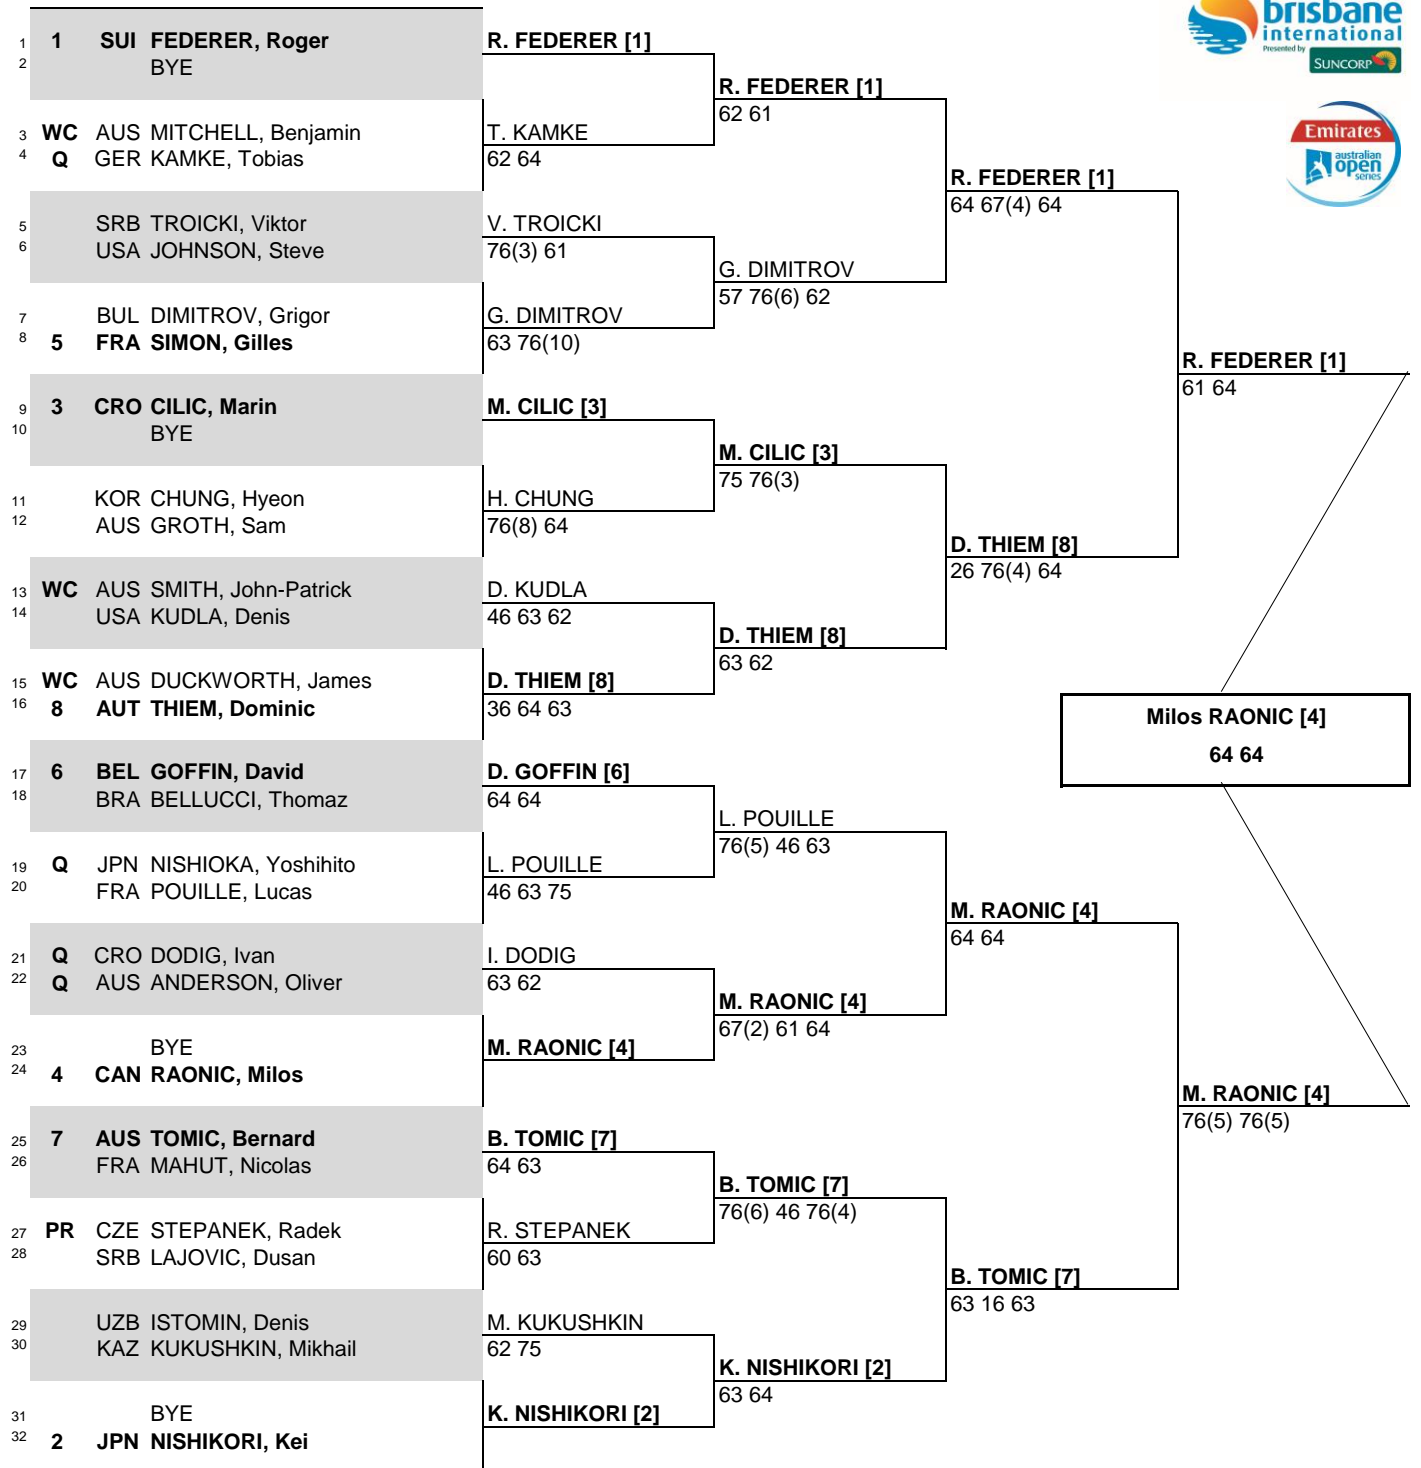 brisbane
international
Presented by
SUNCORP
Emirates
australian
open
series
1 1 SUI FEDERER, Roger
2 BYE
3 WC AUS MITCHELL, Benjamin
4 Q GER KAMKE, Tobias
5 SRB TROICKI, Viktor
6 USA JOHNSON, Steve
7 BUL DIMITROV, Grigor
8 5 FRA SIMON, Gilles
9 3 CRO CILIC, Marin
10 BYE
11 KOR CHUNG, Hyeon
12 AUS GROTH, Sam
13 WC AUS SMITH, John-Patrick
14 USA KUDLA, Denis
15 WC AUS DUCKWORTH, James
16 8 AUT THIEM, Dominic
17 6 BEL GOFFIN, David
18 BRA BELLUCCI, Thomaz
19 Q JPN NISHIOKA, Yoshihito
20 FRA POUILLE, Lucas
21 Q CRO DODIG, Ivan
22 Q AUS ANDERSON, Oliver
23 BYE
24 4 CAN RAONIC, Milos
25 7 AUS TOMIC, Bernard
26 FRA MAHUT, Nicolas
27 PR CZE STEPANEK, Radek
28 SRB LAJOVIC, Dusan
29 UZB ISTOMIN, Denis
30 KAZ KUKUSHKIN, Mikhail
31 BYE
32 2 JPN NISHIKORI, Kei
R. FEDERER [1]
T. KAMKE
62 64
V. TROICKI
76(3) 61
G. DIMITROV
63 76(10)
M. CILIC [3]
H. CHUNG
76(8) 64
D. KUDLA
46 63 62
D. THIEM [8]
36 64 63
D. GOFFIN [6]
64 64
L. POUILLE
46 63 75
I. DODIG
63 62
M. RAONIC [4]
B. TOMIC [7]
64 63
R. STEPANEK
60 63
M. KUKUSHKIN
62 75
K. NISHIKORI [2]
R. FEDERER [1]
62 61
G. DIMITROV
57 76(6) 62
M. CILIC [3]
75 76(3)
D. THIEM [8]
63 62
L. POUILLE
76(5) 46 63
M. RAONIC [4]
67(2) 61 64
B. TOMIC [7]
76(6) 46 76(4)
K. NISHIKORI [2]
63 64
R. FEDERER [1]
64 67(4) 64
D. THIEM [8]
26 76(4) 64
M. RAONIC [4]
64 64
B. TOMIC [7]
63 16 63
R. FEDERER [1]
61 64
M. RAONIC [4]
76(5) 76(5)
Milos RAONIC [4]
64 64